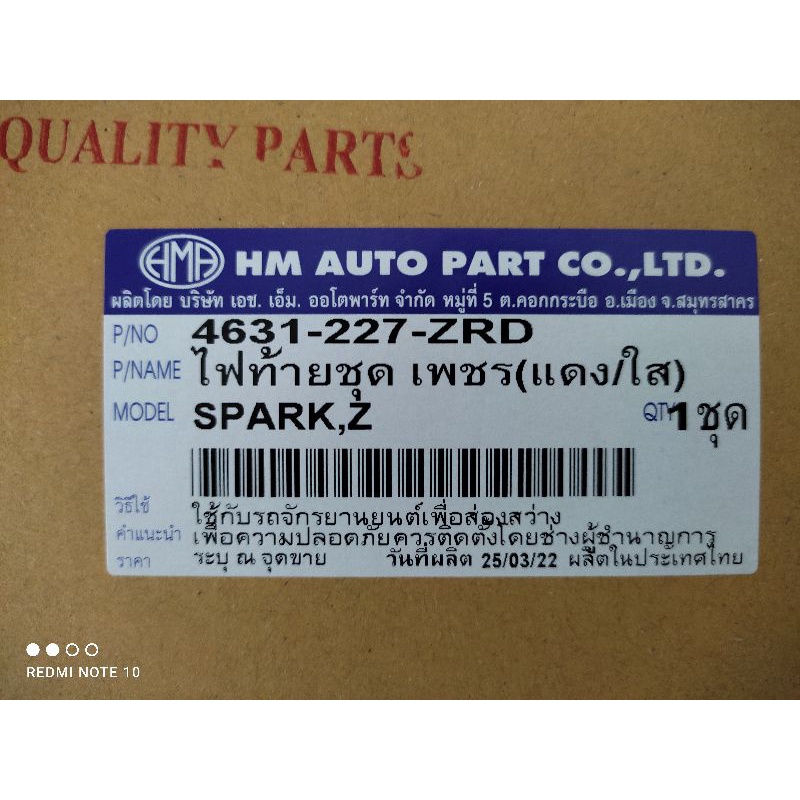 QUALITY PARTS
HMA HM AUTO PART CO.,LTD.
ผลิตโดย บริษัท เอช. เอ็ม. ออโตพาร์ท จำกัด หมู่ที่ 5 ต.คอกกระบือ อ.เมือง จ.สมุทรสาคร
P/NO 4631-227-ZRD
P/NAME ไฟท้ายชุด เพชร(แดง/ใส)
MODEL SPARK,Z QTY 1 ชุด
วิธีใช้ ใช้กับรถจักรยานยนต์เพื่อส่องสว่าง
คำแนะนำ เพื่อความปลอดภัยควรติดตั้งโดยช่างผู้ชำนาญการ
ราคา ระบุ ณ จุดขาย วันที่ผลิต 25/03/22 ผลิตในประเทศไทย
REDMI NOTE 10